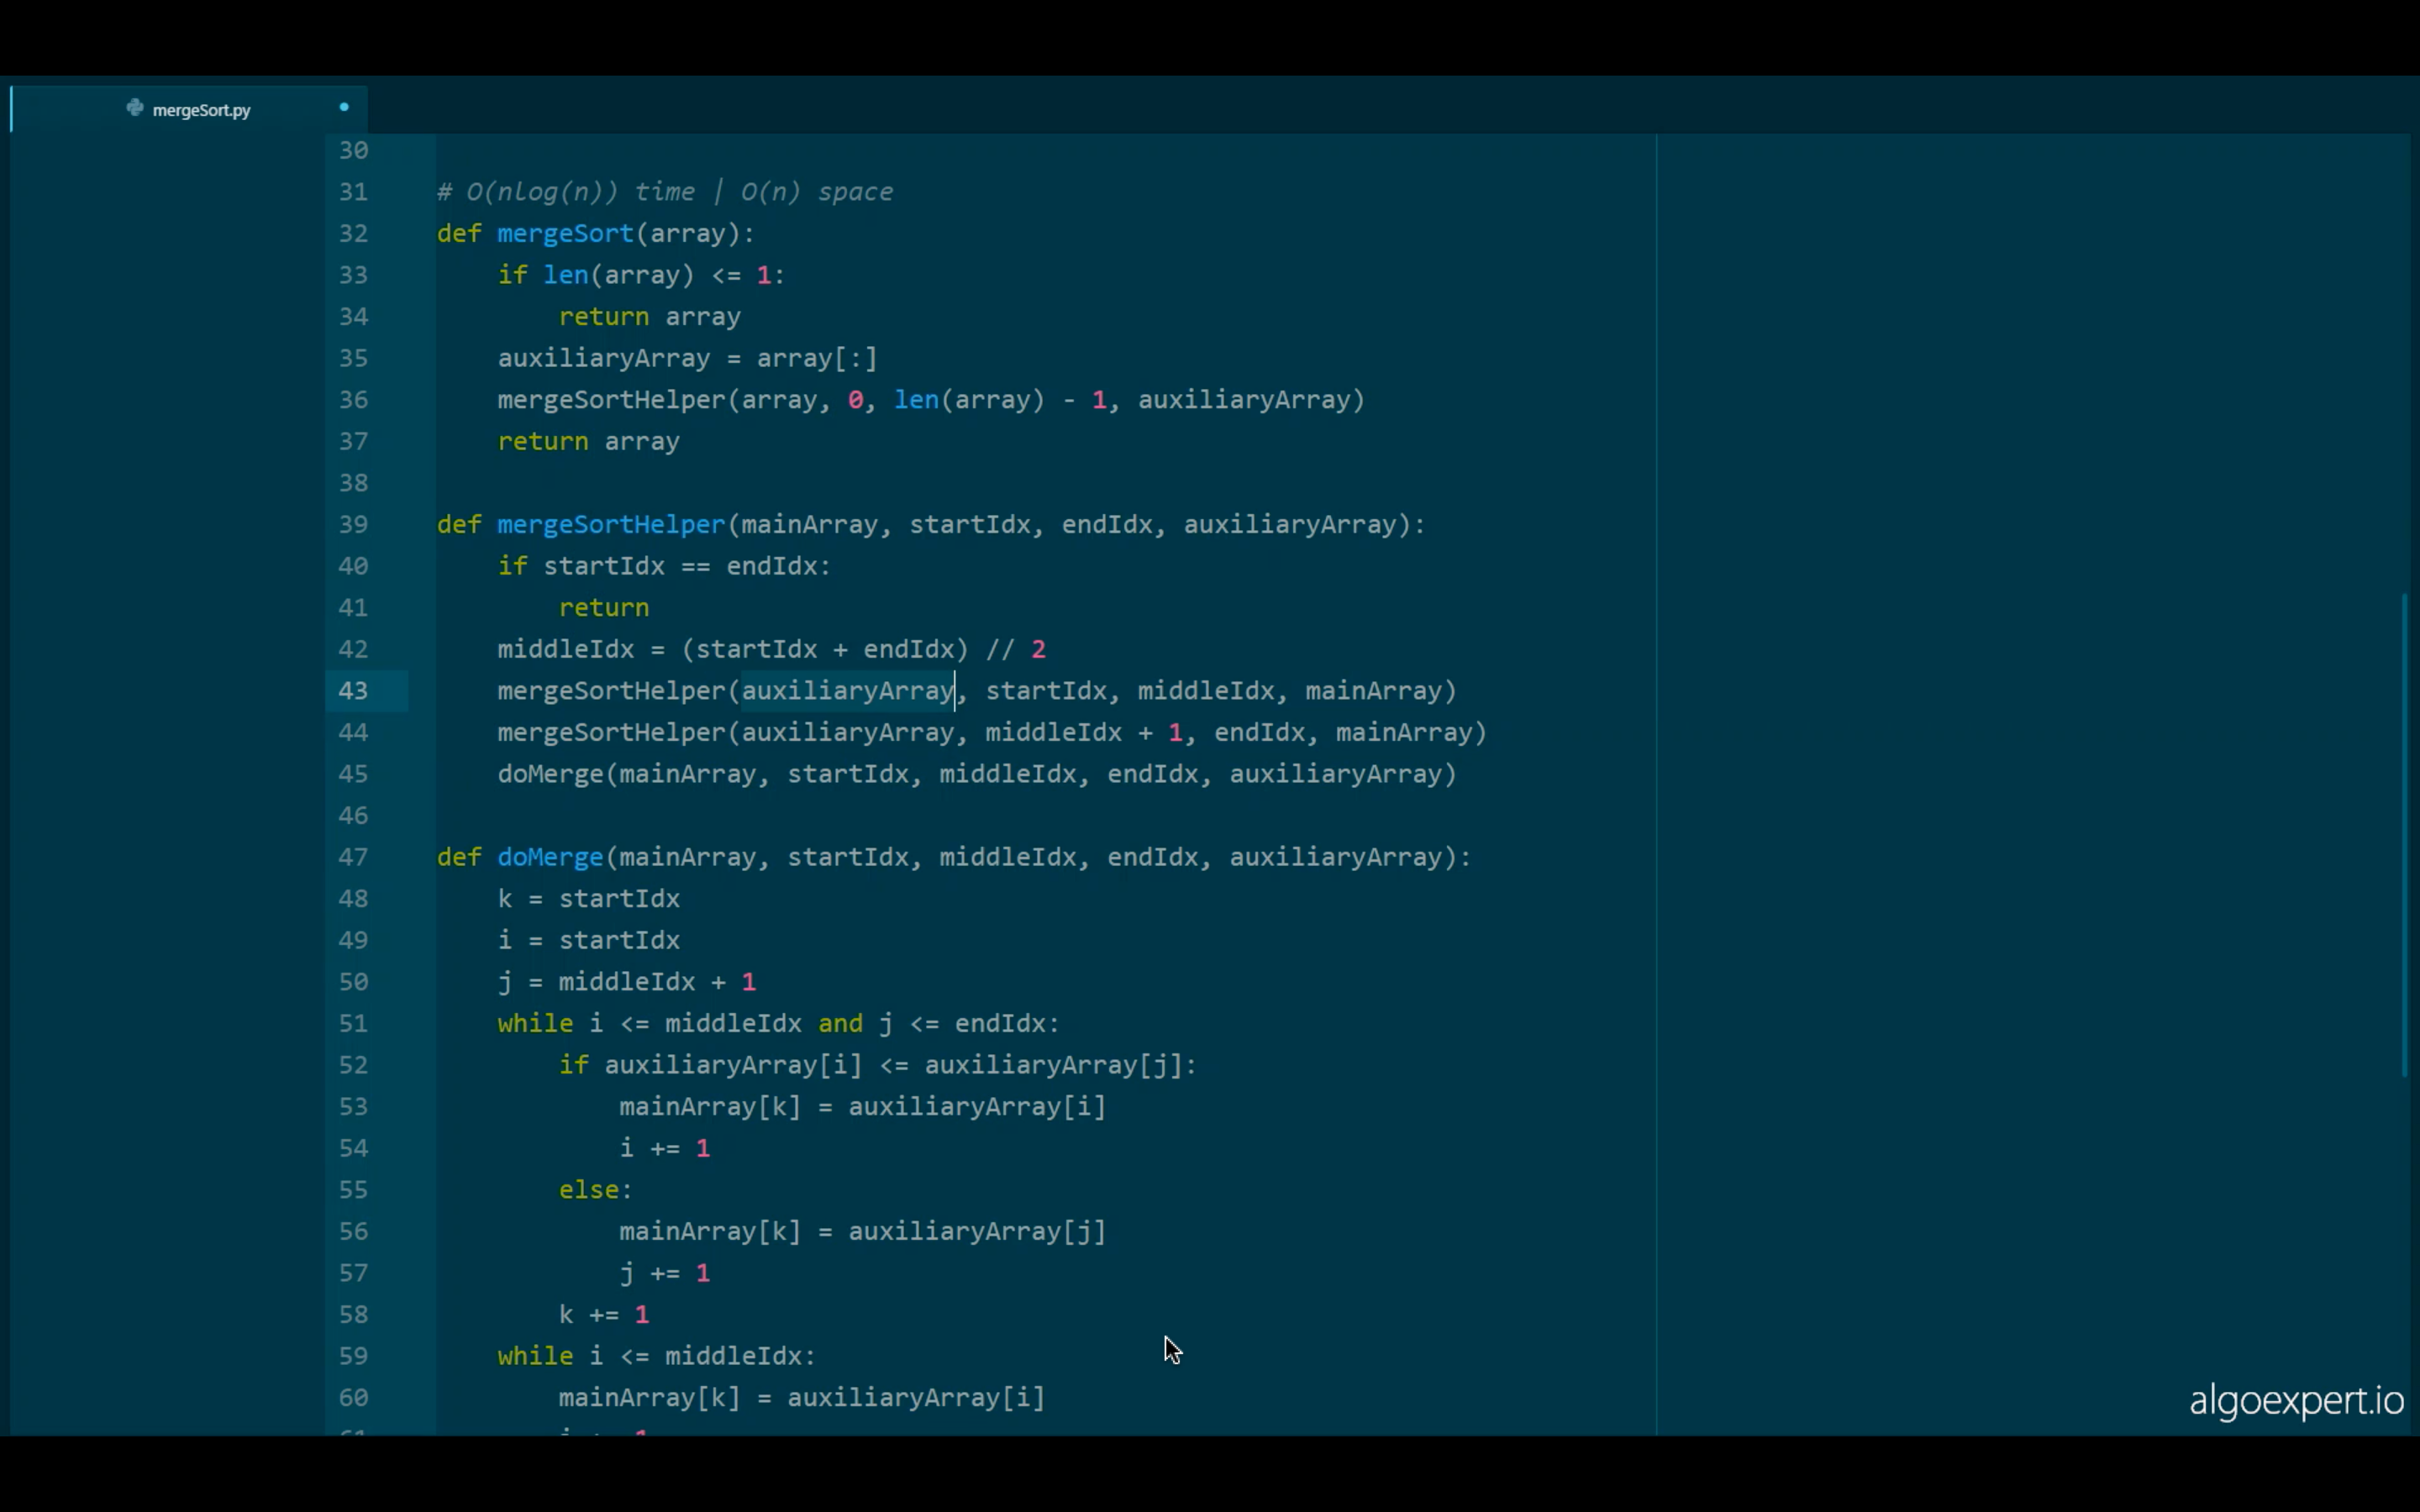 mergeSort.py
30
31 # O(nlog(n)) time | O(n) space
32 def mergeSort(array):
33     if len(array) <= 1:
34         return array
35     auxiliaryArray = array[:]
36     mergeSortHelper(array, 0, len(array) - 1, auxiliaryArray)
37     return array
38
39 def mergeSortHelper(mainArray, startIdx, endIdx, auxiliaryArray):
40     if startIdx == endIdx:
41         return
42     middleIdx = (startIdx + endIdx) // 2
43     mergeSortHelper(auxiliaryArray, startIdx, middleIdx, mainArray)
44     mergeSortHelper(auxiliaryArray, middleIdx + 1, endIdx, mainArray)
45     doMerge(mainArray, startIdx, middleIdx, endIdx, auxiliaryArray)
46
47 def doMerge(mainArray, startIdx, middleIdx, endIdx, auxiliaryArray):
48     k = startIdx
49     i = startIdx
50     j = middleIdx + 1
51     while i <= middleIdx and j <= endIdx:
52         if auxiliaryArray[i] <= auxiliaryArray[j]:
53             mainArray[k] = auxiliaryArray[i]
54             i += 1
55         else:
56             mainArray[k] = auxiliaryArray[j]
57             j += 1
58         k += 1
59     while i <= middleIdx:
60         mainArray[k] = auxiliaryArray[i]
algoexpert.io